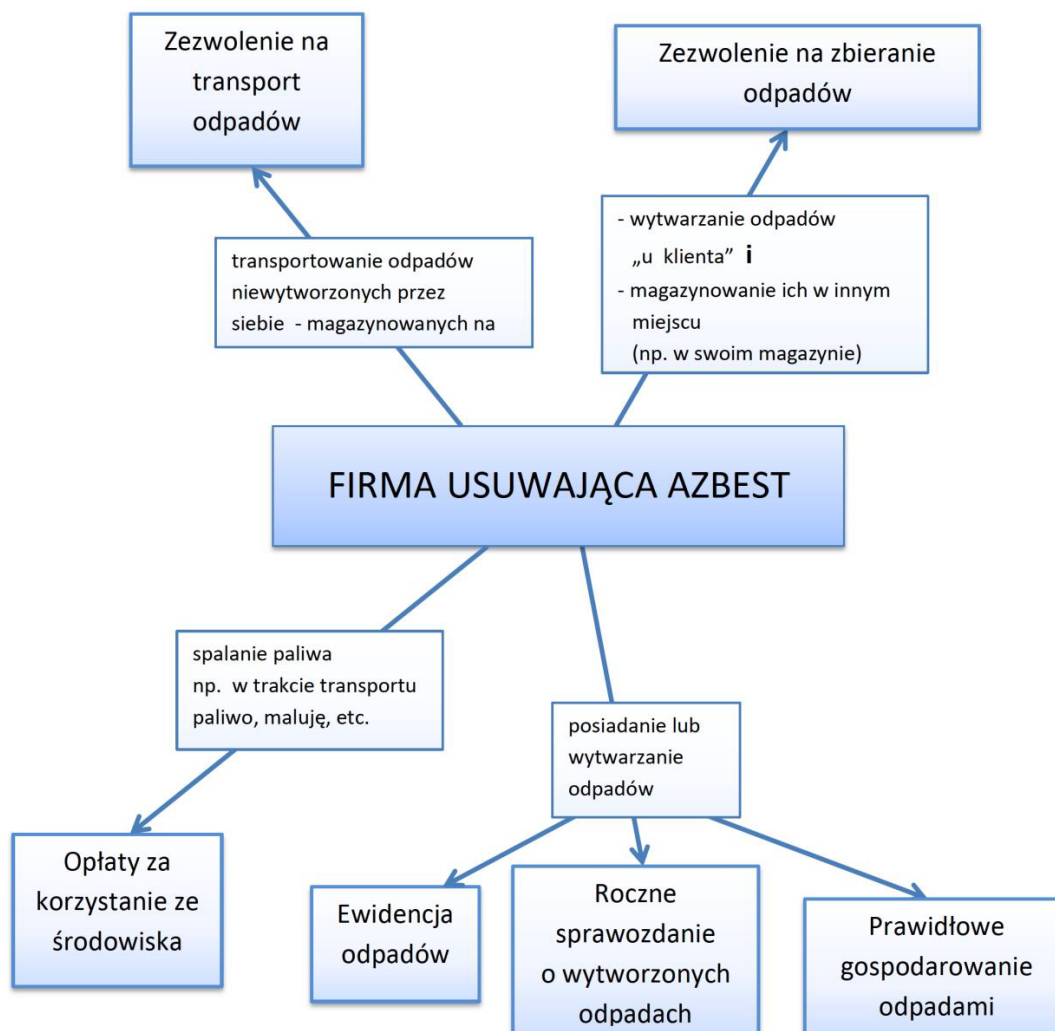 Zezwolenie na
transport
odpadów
Zezwolenie na zbieranie
odpadów
transportowanie odpadów
niewytworzonych przez
siebie - magazynowanych na
- wytwarzanie odpadów
„u klienta” i
- magazynowanie ich w innym
miejscu
(np. w swoim magazynie)
FIRMA USUWAJĄCA AZBEST
spalanie paliwa
np. w trakcie transportu
paliwo, maluję, etc.
posiadanie lub
wytwarzanie
odpadów
Opłaty za
korzystanie ze
środowiska
Ewidencja
odpadów
Roczne
sprawozdanie
o wytworzonych
odpadach
Prawidłowe
gospodarowanie
odpadami